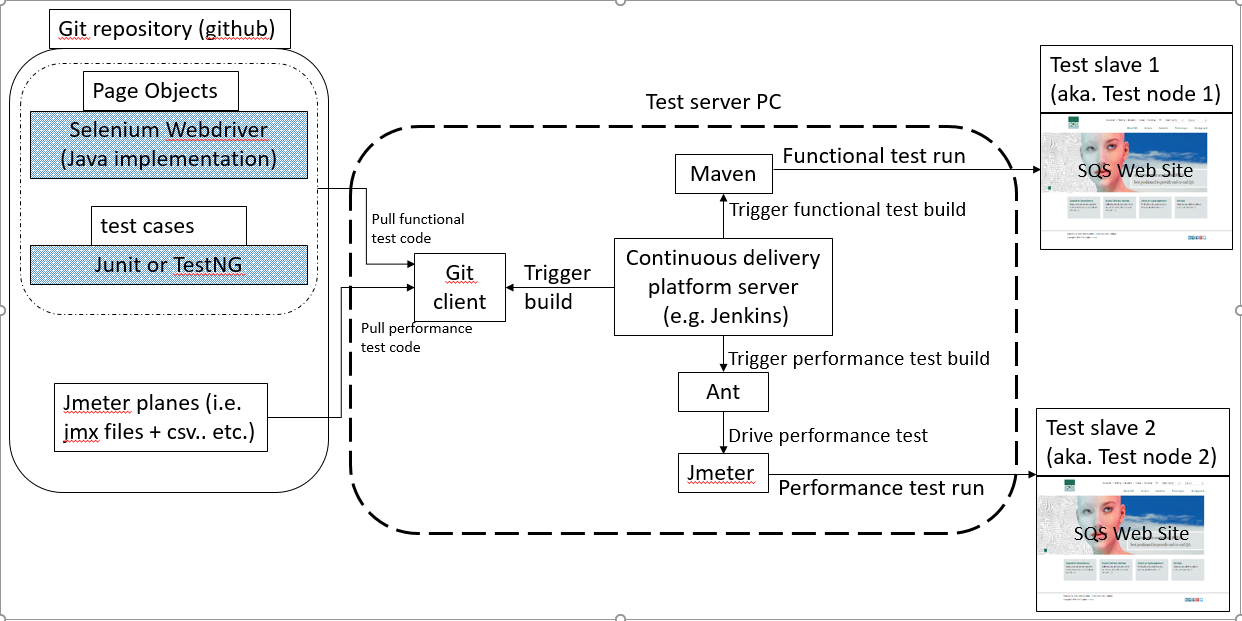 Git repository (github)
Page Objects
Selenium Webdriver
(Java implementation)
test cases
Junit or TestNG
Jmeter planes (i.e.
jmx files + csv.. etc.)
Pull functional
test code
Pull performance
test code
Test server PC
Git
client
Trigger
build
Maven
Functional test run
Trigger functional test build
Continuous delivery
platform server
(e.g. Jenkins)
Trigger performance test build
Ant
Drive performance test
Jmeter
Performance test run
Test slave 1
(aka. Test node 1)
SQS Web Site
Test slave 2
(aka. Test node 2)
SQS Web Site